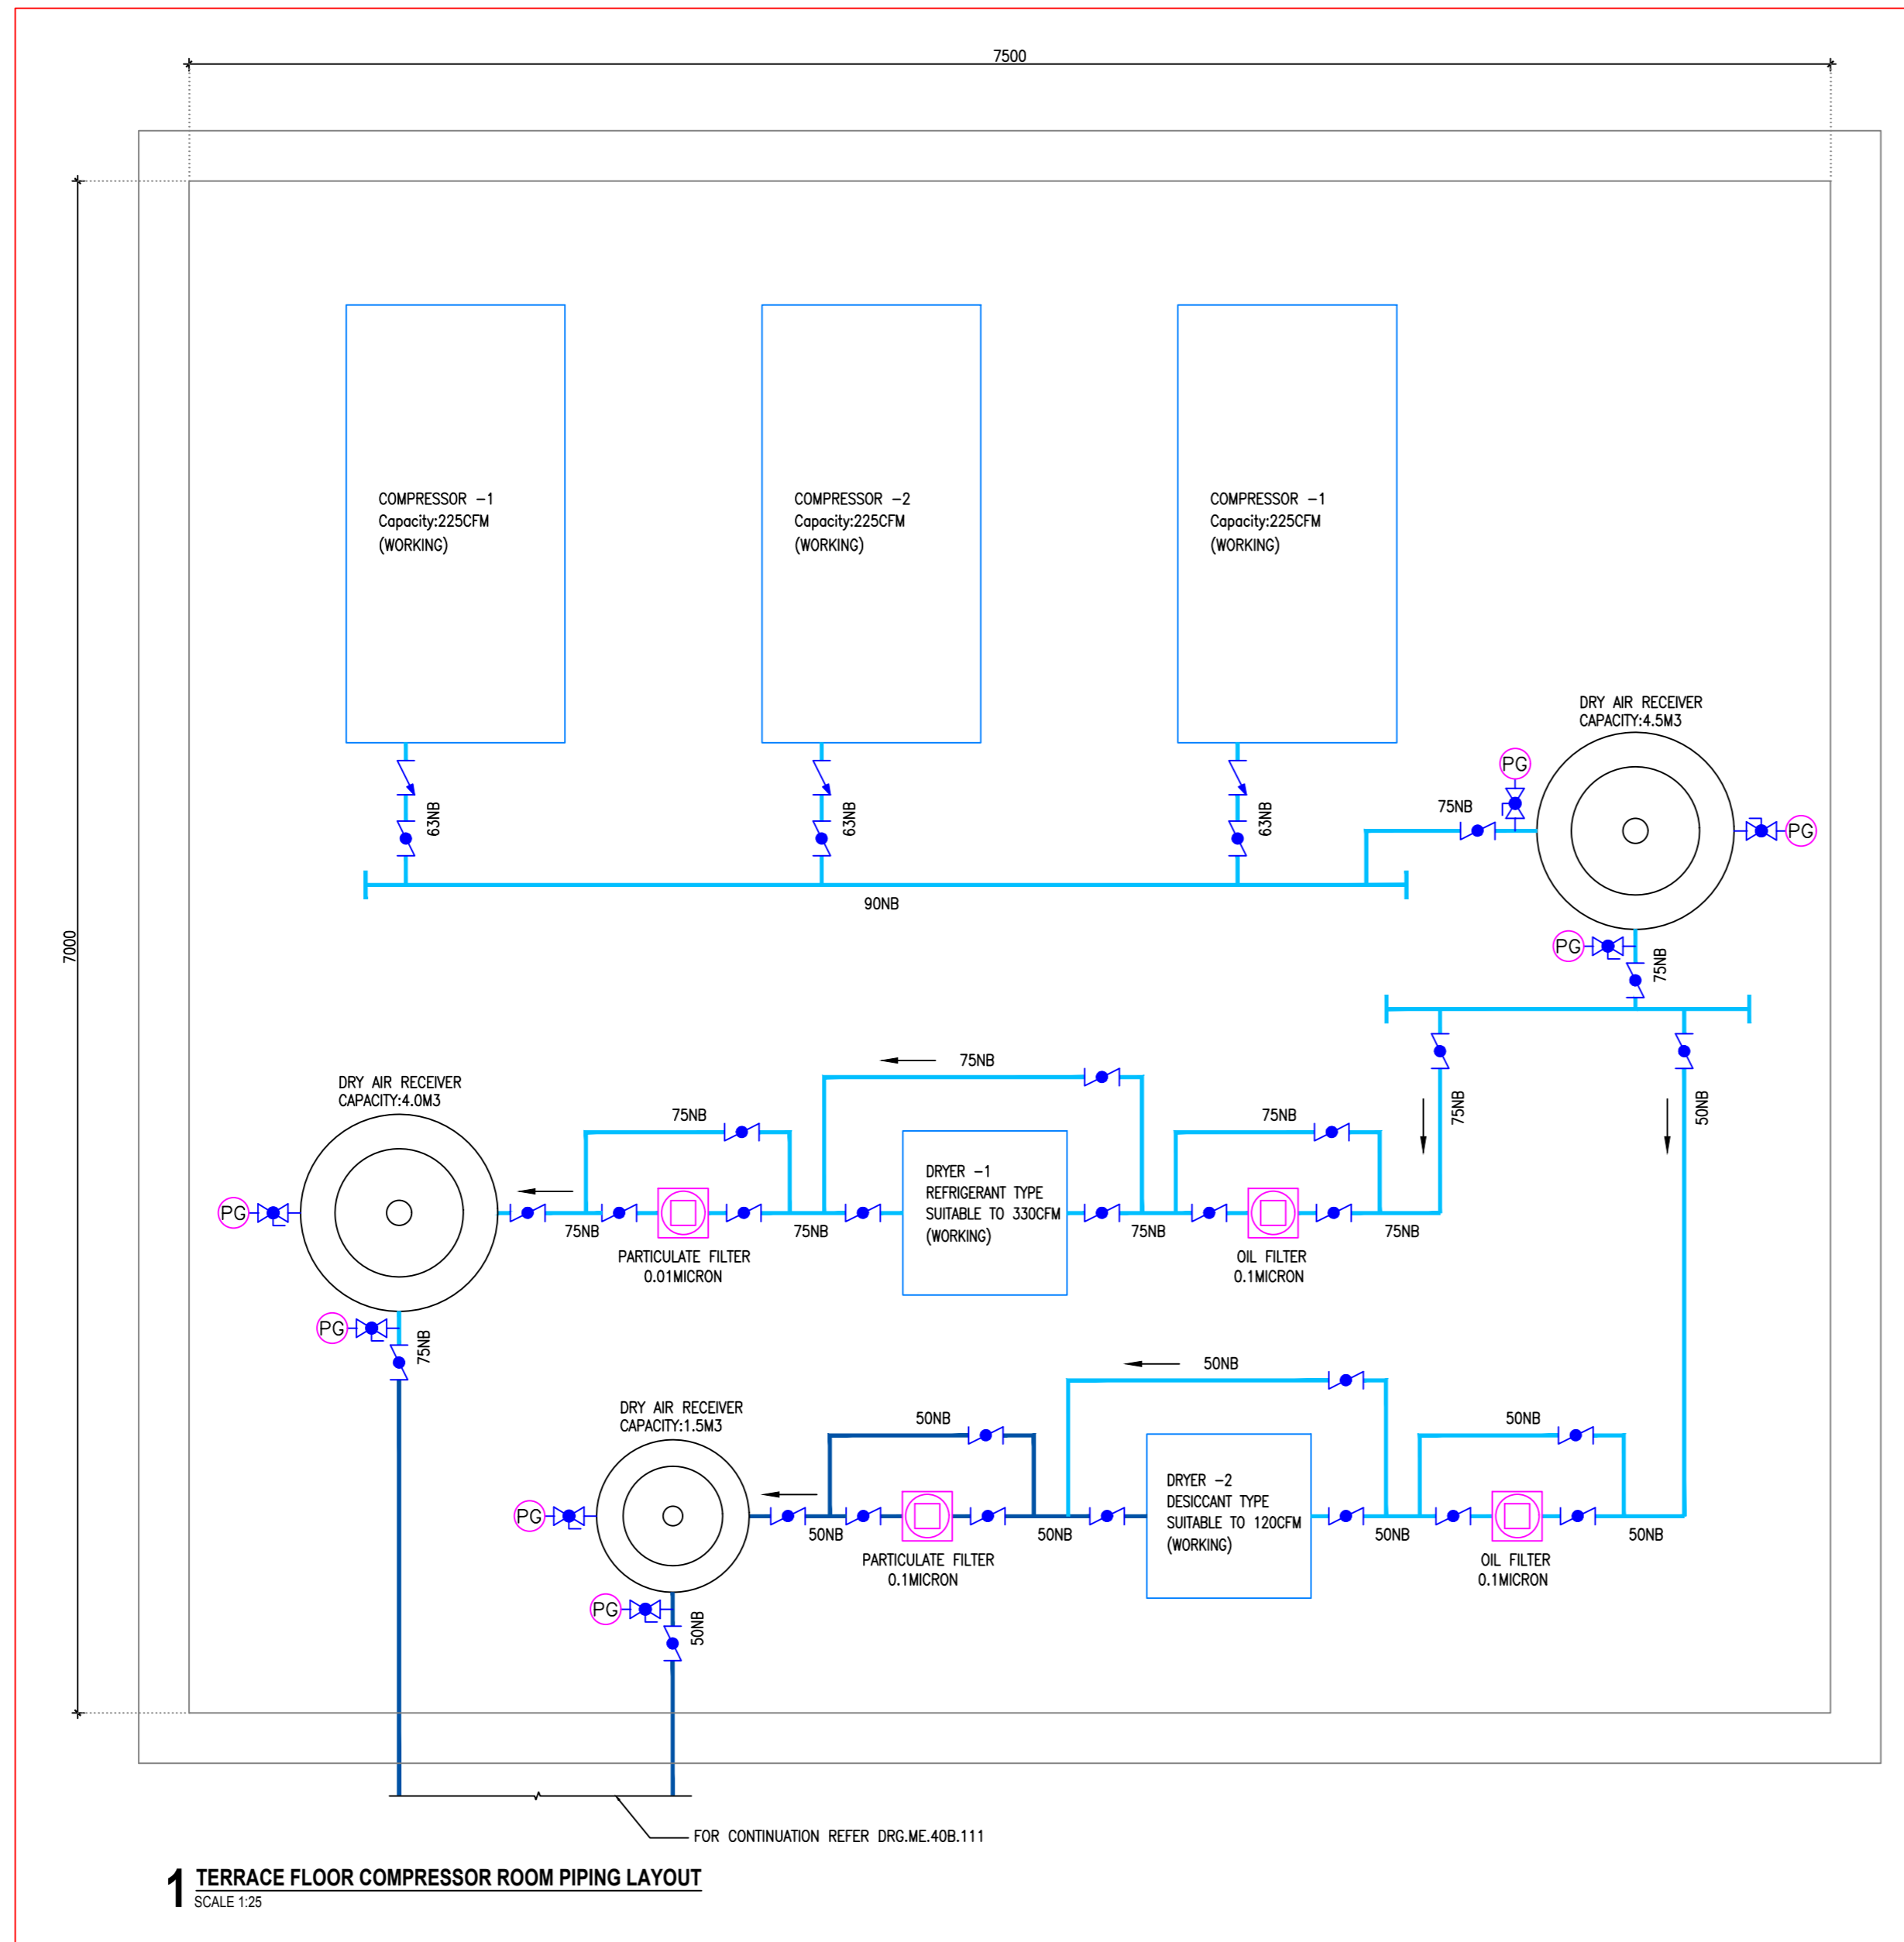 7500
7000
COMPRESSOR -1
Capacity:225CFM
(WORKING)
COMPRESSOR -2
Capacity:225CFM
(WORKING)
COMPRESSOR -1
Capacity:225CFM
(WORKING)
63NB
63NB
63NB
90NB
DRY AIR RECEIVER
CAPACITY:4.5M3
PG
75NB
PG
PG
75NB
75NB
50NB
75NB
DRY AIR RECEIVER
CAPACITY:4.0M3
75NB
75NB
DRYER -1
REFRIGERANT TYPE
SUITABLE TO 330CFM
(WORKING)
PG
75NB
75NB
75NB
75NB
PARTICULATE FILTER
0.01MICRON
OIL FILTER
0.1MICRON
PG
75NB
50NB
DRY AIR RECEIVER
CAPACITY:1.5M3
50NB
50NB
DRYER -2
DESICCANT TYPE
SUITABLE TO 120CFM
(WORKING)
PG
50NB
50NB
50NB
50NB
PARTICULATE FILTER
0.1MICRON
OIL FILTER
0.1MICRON
PG
50NB
FOR CONTINUATION REFER DRG.ME.40B.111
1 TERRACE FLOOR COMPRESSOR ROOM PIPING LAYOUT
SCALE 1:25